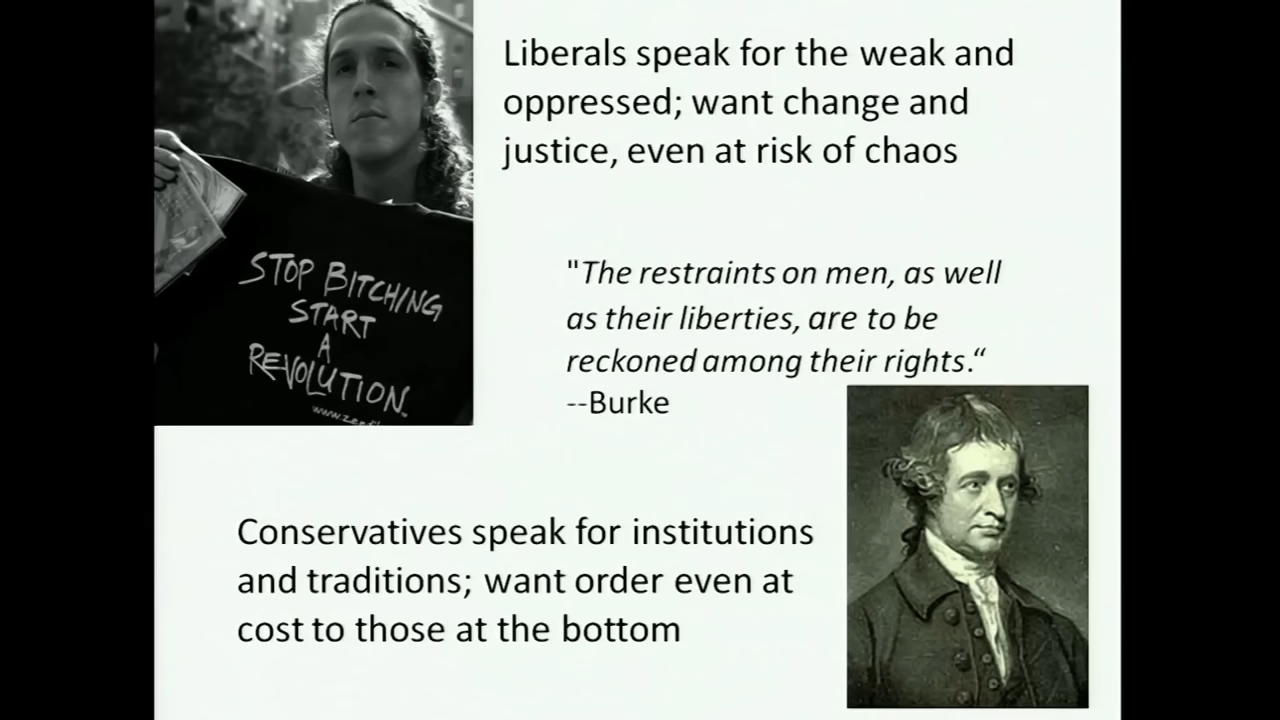 Liberals speak for the weak and
oppressed; want change and
justice, even at risk of chaos
STOP BITCHING
START
A
REVOLUTION.
"The restraints on men, as well
as their liberties, are to be
reckoned among their rights.“
--Burke
Conservatives speak for institutions
and traditions; want order even at
cost to those at the bottom